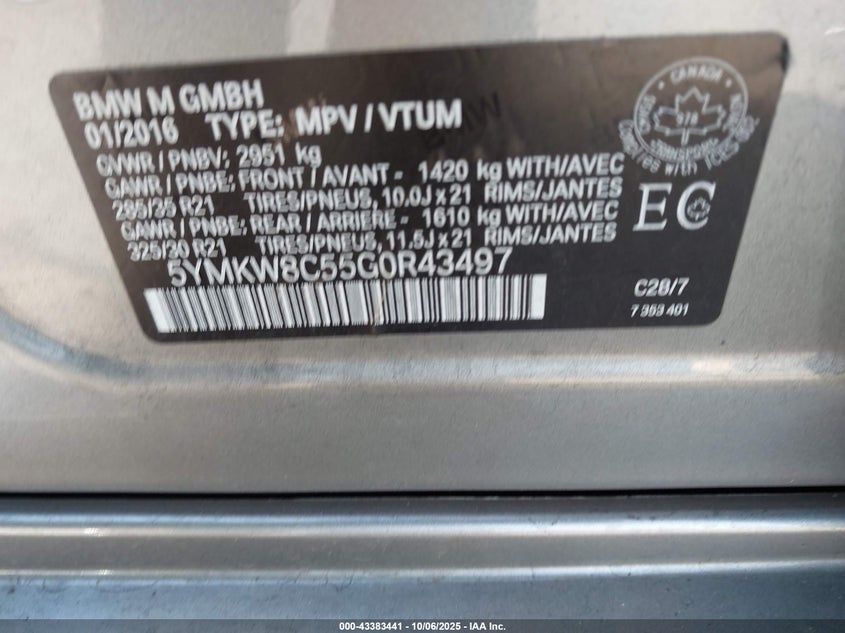 BMW M GMBH
01/2016 TYPE: MPV / VTUM
GVWR / PNBV: 2951 kg
GAWR / PNBE: FRONT / AVANT - 1420 kg WITH/AVEC
285/35 R21 TIRES/PNEUS, 10.0J x 21 RIMS/JANTES
GAWR / PNBE: REAR / ARRIERE - 1610 kg WITH/AVEC
325/30 R21 TIRES/PNEUS, 11.5J x 21 RIMS/JANTES
5YMKW8C55G0R43497
CANADA
TRANSPORT
EC
C28/7
7 353 401
000-43383441 - 10/06/2025 - IAA Inc.